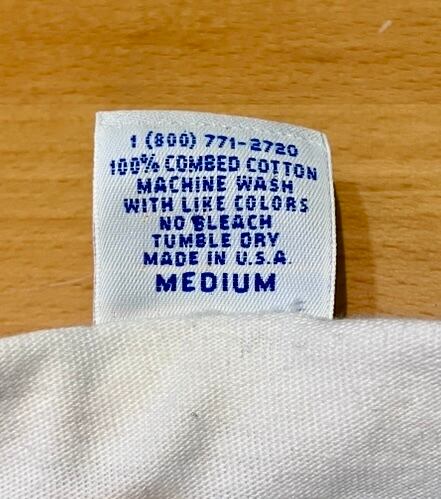 1 (800) 771-2720
100% COMBED COTTON
MACHINE WASH
WITH LIKE COLORS
NO BLEACH
TUMBLE DRY
MADE IN U.S.A.
MEDIUM